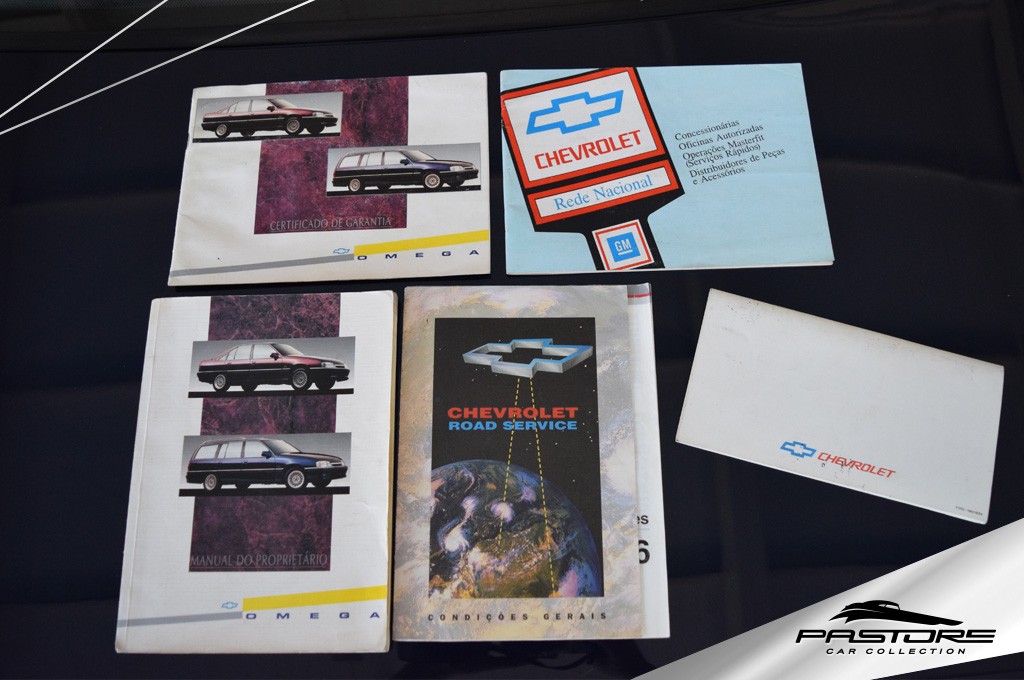 CERTIFICADO DE GARANTIA
OMEGA
CHEVROLET
Rede Nacional
GM
Concessionárias
Oficinas Autorizadas
Operações Masterfit
(Serviços Rápidos)
Distribuidores de Peças
e Acessórios
MANUAL DO PROPRIETÁRIO
OMEGA
CHEVROLET
ROAD SERVICE
CONDIÇÕES GERAIS
es
6
CHEVROLET
PASTORE
CAR COLLECTION